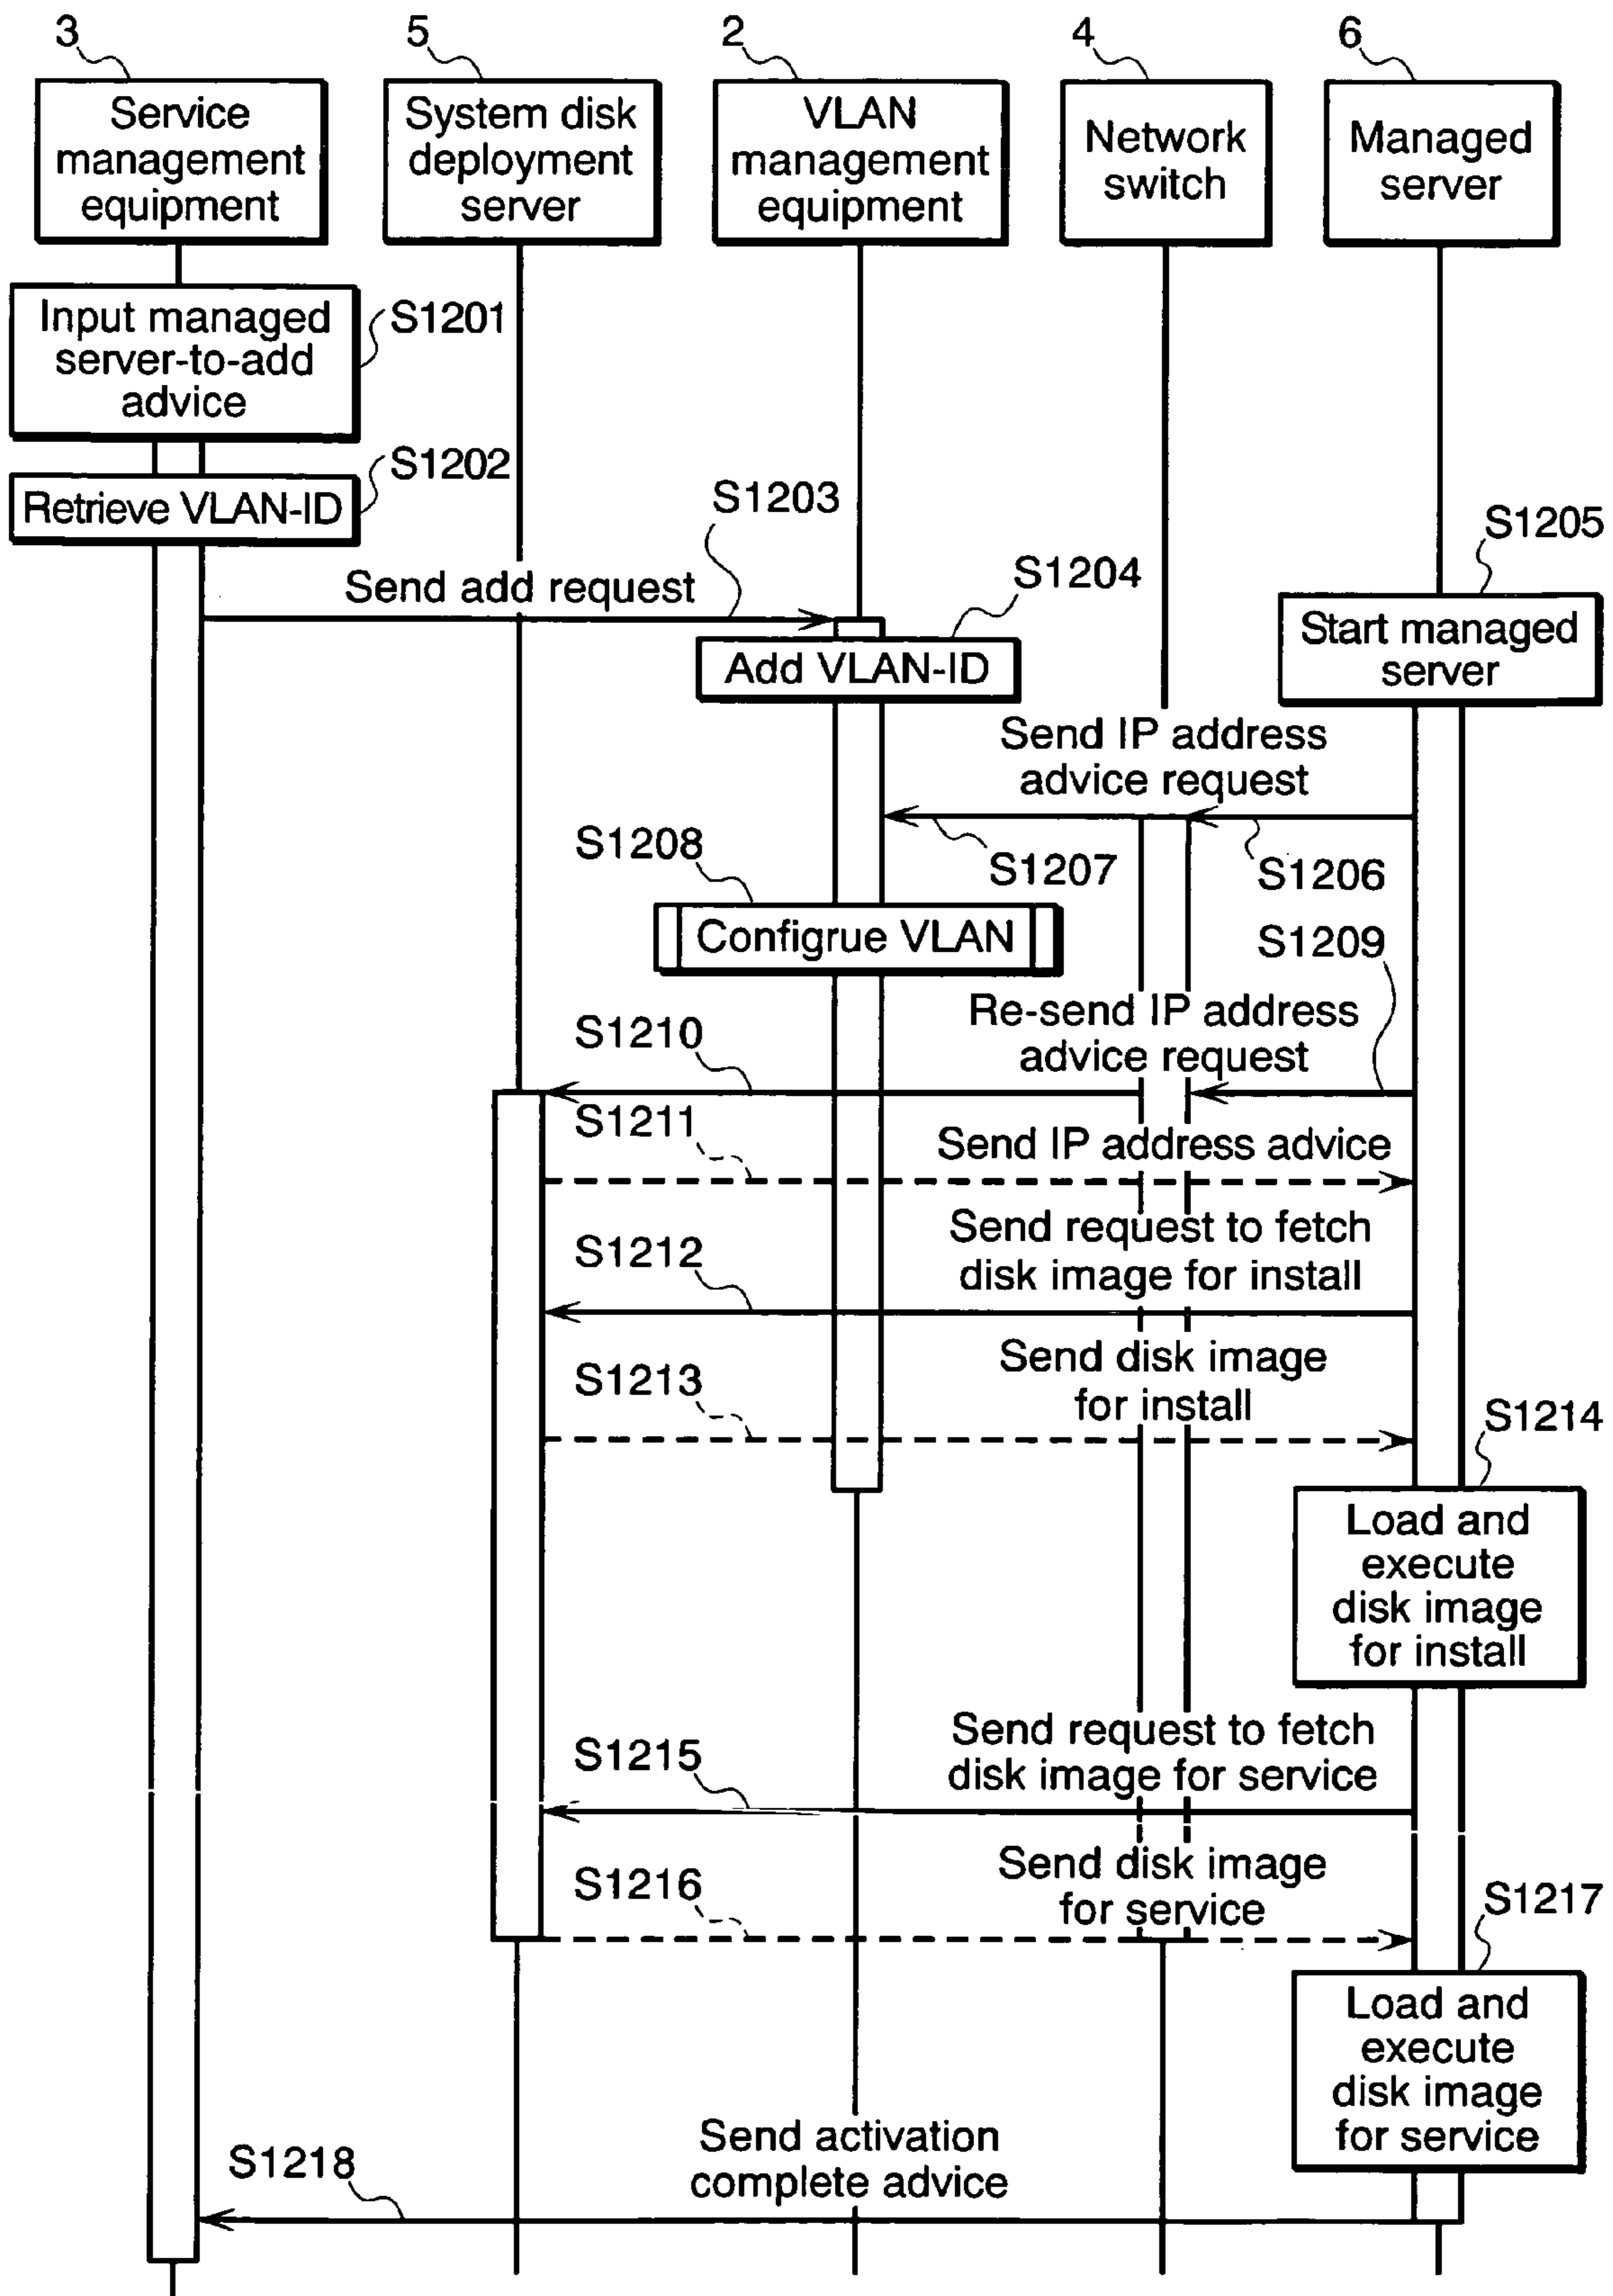 3
5
2
4
6
Service
management
equipment
System disk
deployment
server
VLAN
management
equipment
Network
switch
Managed
server
Input managed
server-to-add
advice
S1201
Retrieve VLAN-ID
S1202
S1203
Send add request
S1204
Add VLAN-ID
S1205
Start managed
server
Send IP address
advice request
S1207
S1206
S1208
Configrue VLAN
S1209
Re-send IP address
advice request
S1210
S1211
Send IP address advice
Send request to fetch
disk image for install
S1212
Send disk image
for install
S1213
S1214
Load and
execute
disk image
for install
Send request to fetch
disk image for service
S1215
Send disk image
for service
S1216
S1217
Load and
execute
disk image
for service
Send activation
complete advice
S1218